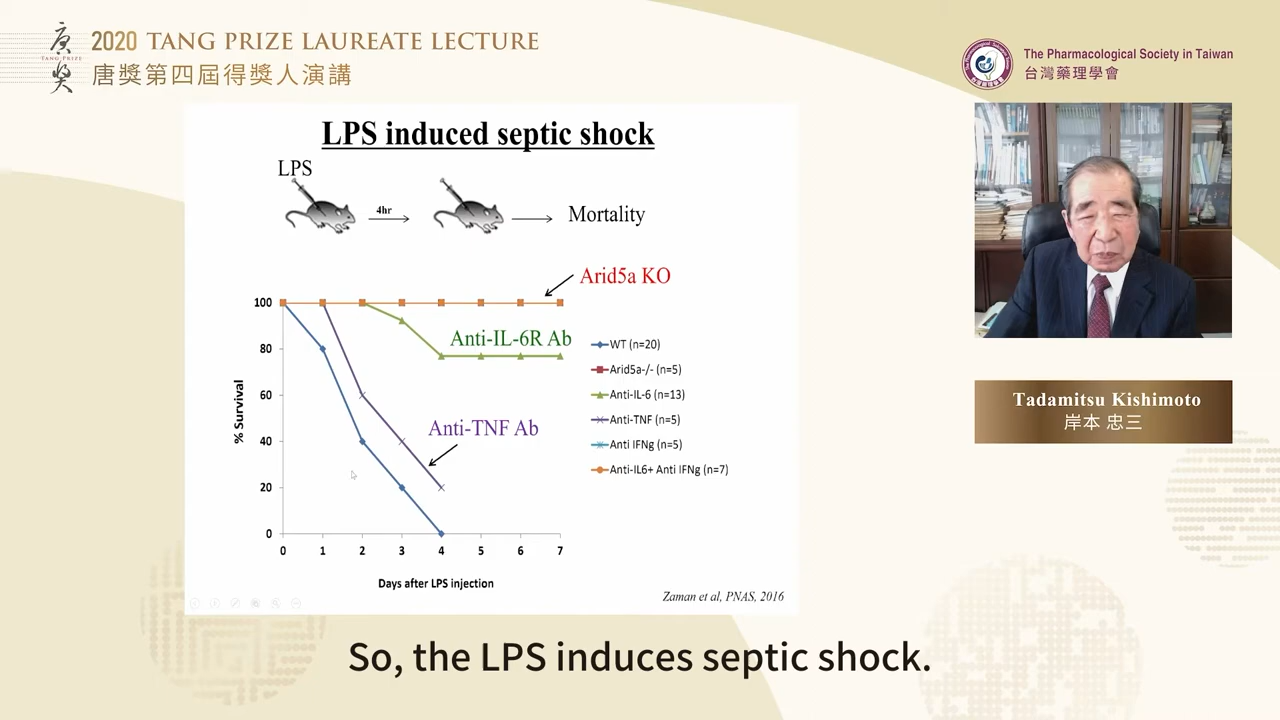 唐獎
TANG PRIZE
2020 TANG PRIZE LAUREATE LECTURE
唐獎第四屆得獎人演講
The Pharmacological Society in Taiwan
台灣藥理學會
LPS induced septic shock
LPS
4hr
Mortality
Arid5a KO
Anti-IL-6R Ab
Anti-TNF Ab
% Survival
100
80
60
40
20
0
0 1 2 3 4 5 6 7
Days after LPS injection
WT (n=20)
Arid5a-/- (n=5)
Anti-IL-6 (n=13)
Anti-TNF (n=5)
Anti IFNg (n=5)
Anti-IL6+ Anti IFNg (n=7)
Zaman et al, PNAS, 2016
Tadamitsu Kishimoto
岸本 忠三
So, the LPS induces septic shock.